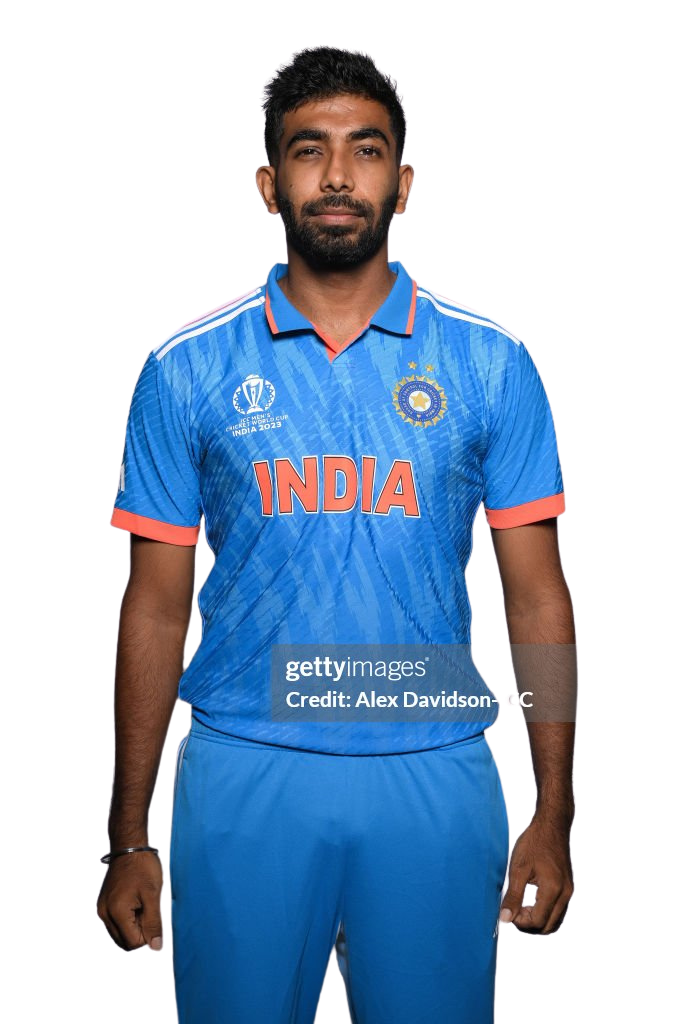 ICC MEN'S
CRICKET WORLD CUP
INDIA 2023
INDIA
gettyimages®
Credit: Alex Davidson-
C